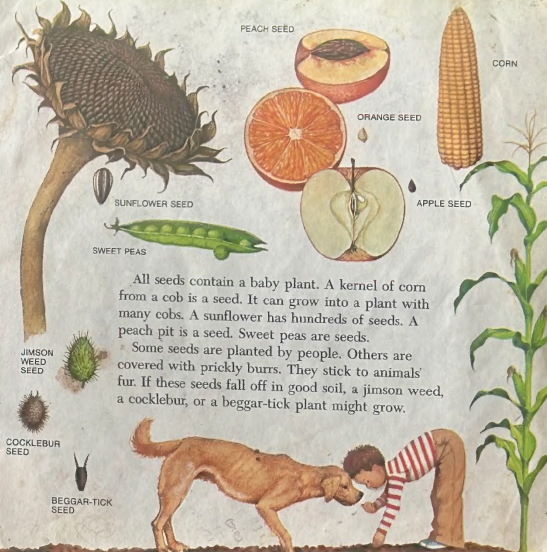 PEACH SEED
CORN
ORANGE SEED
APPLE SEED
SUNFLOWER SEED
SWEET PEAS
All seeds contain a baby plant. A kernel of corn
from a cob is a seed. It can grow into a plant with
many cobs. A sunflower has hundreds of seeds. A
peach pit is a seed. Sweet peas are seeds.
Some seeds are planted by people. Others are
covered with prickly burrs. They stick to animals'
fur. If these seeds fall off in good soil, a jimson weed,
a cocklebur, or a beggar-tick plant might grow.
JIMSON
WEED
SEED
COCKLEBUR
SEED
BEGGAR-TICK
SEED